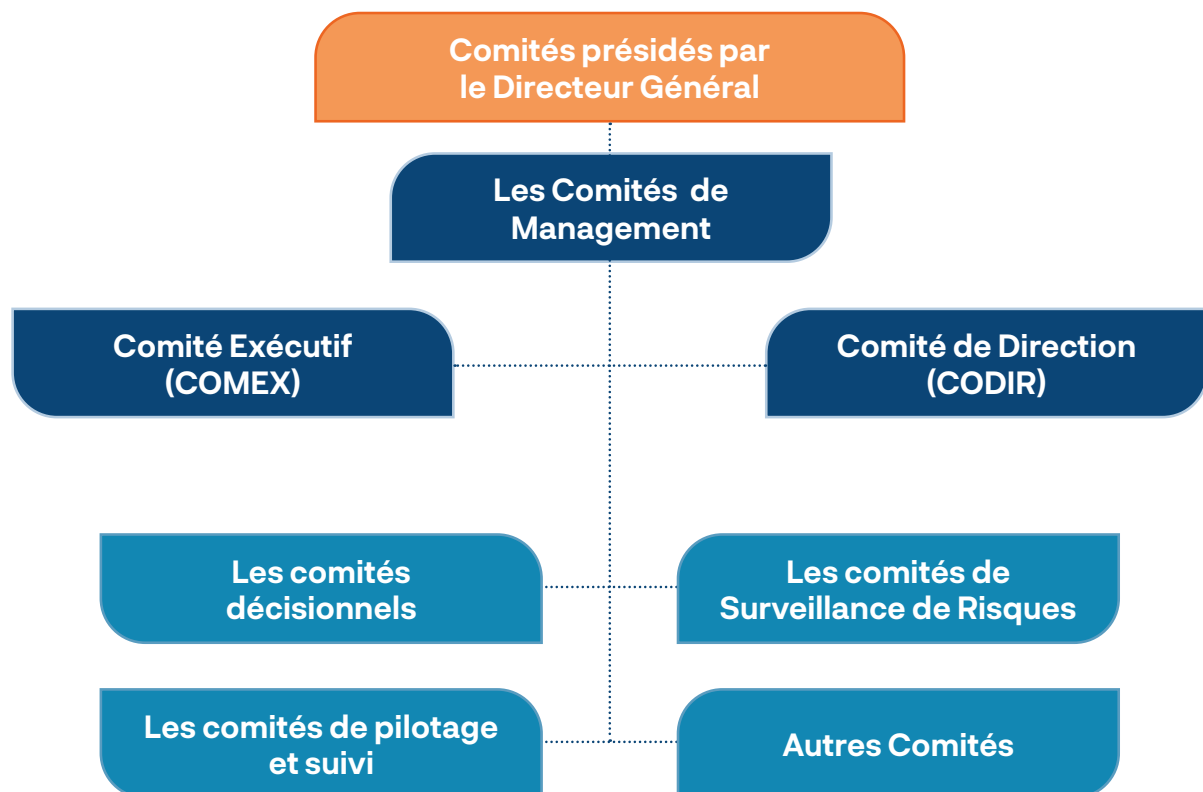 Comités présidés par
le Directeur Général
Les Comités de
Management
Comité Exécutif
(COMEX)
Comité de Direction
(CODIR)
Les comités
décisionnels
Les comités de
Surveillance de Risques
Les comités de pilotage
et suivi
Autres Comités